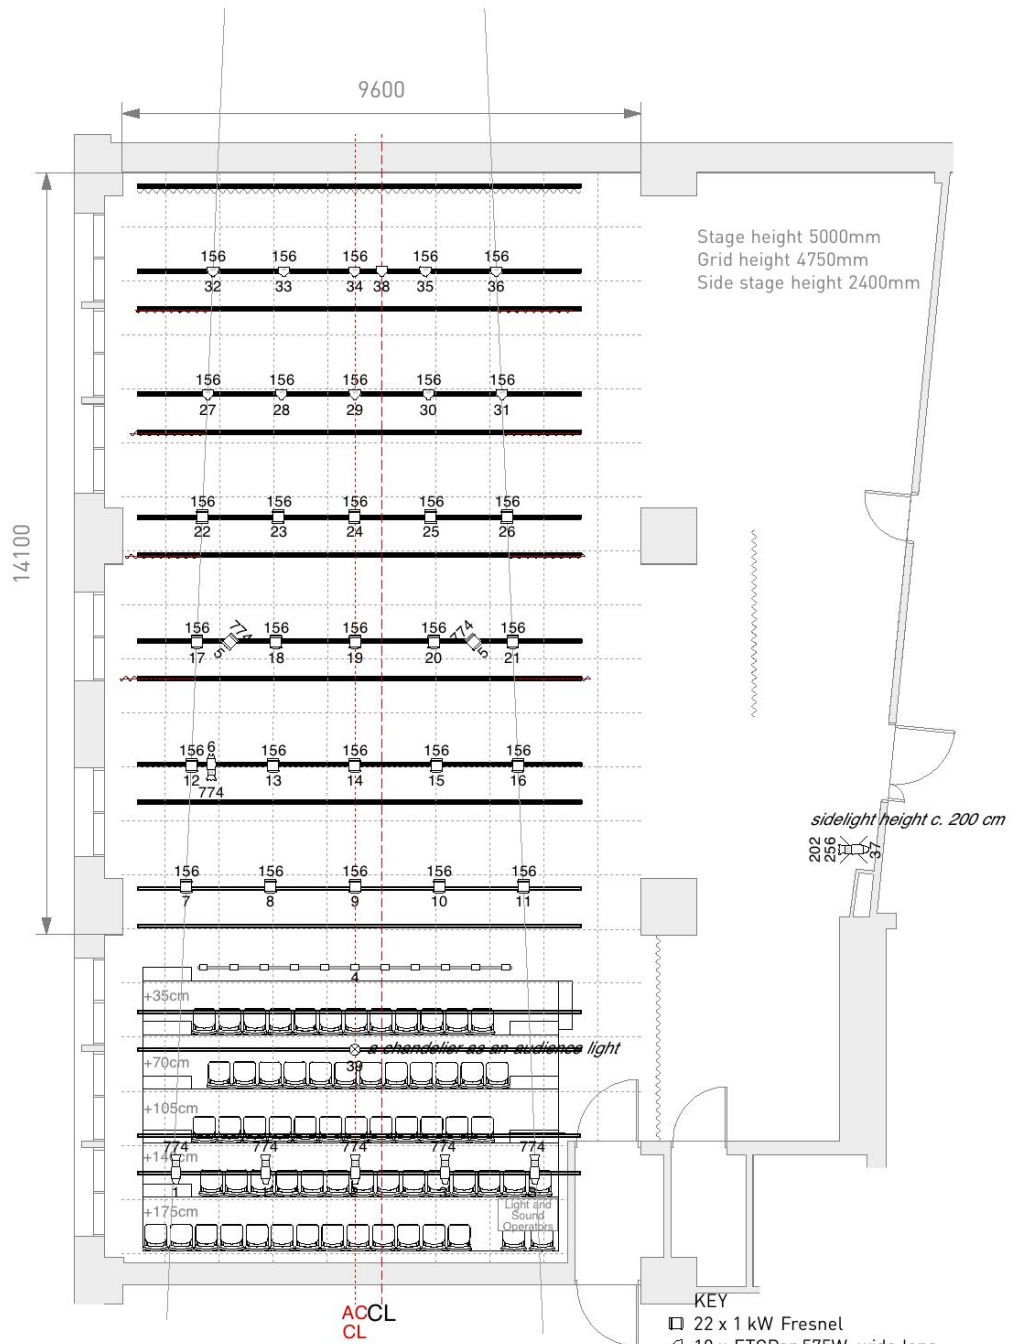 9600
Stage height 5000mm
Grid height 4750mm
Side stage height 2400mm
156 156 156 156 156
32 33 34 38 35 36
156 156 156 156 156
27 28 29 30 31
14100
156 156 156 156 156
22 23 24 25 26
156 774 156 156 156 774 156
17 5 18 19 20 5 21
156 6 156 156 156 156
12 774 13 14 15 16
sidelight height c. 200 cm
202
256
37
156 156 156 156 156
7 8 9 10 11
4
+35cm
a chandelier as an audience light
+70cm
39
+105cm
774 774 774 774 774
1
+175cm
Light and
Sound
Operators
ACCL
CL
KEY
22 x 1 kW Fresnel